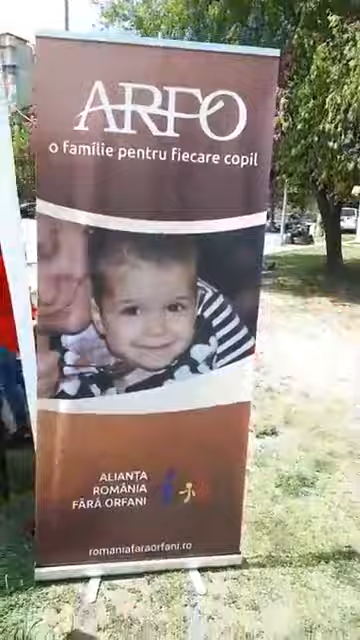 ARFO
o familie pentru fiecare copil
ALIANȚA
ROMÂNIA
FĂRĂ ORFANI
romaniafaraorfani.ro